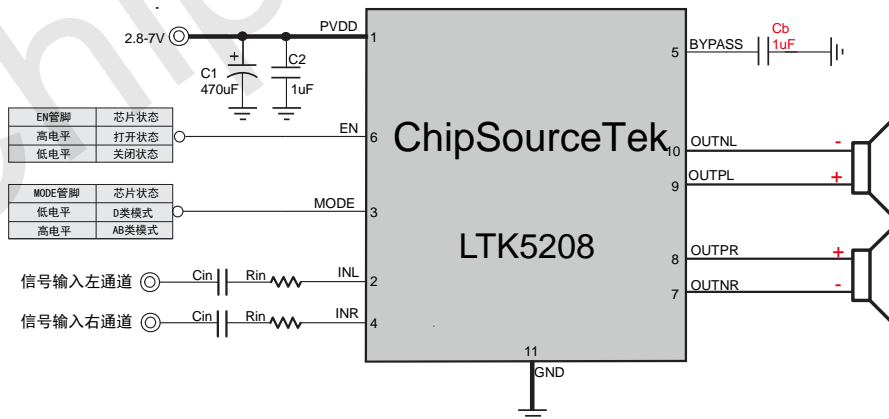 2.8-7V
PVDD
1
C1
470uF
+
C2
1uF
5
BYPASS
Cb
1uF
EN管脚 芯片状态
高电平 打开状态
低电平 关闭状态
EN
6
ChipSourceTek
10
OUTNL
-
9
OUTPL
+
MODE管脚 芯片状态
低电平 D类模式
高电平 AB类模式
MODE
3
LTK5208
8
OUTPR
+
7
OUTNR
-
信号输入左通道
Cin
Rin
INL
2
信号输入右通道
Cin
Rin
INR
4
11
GND